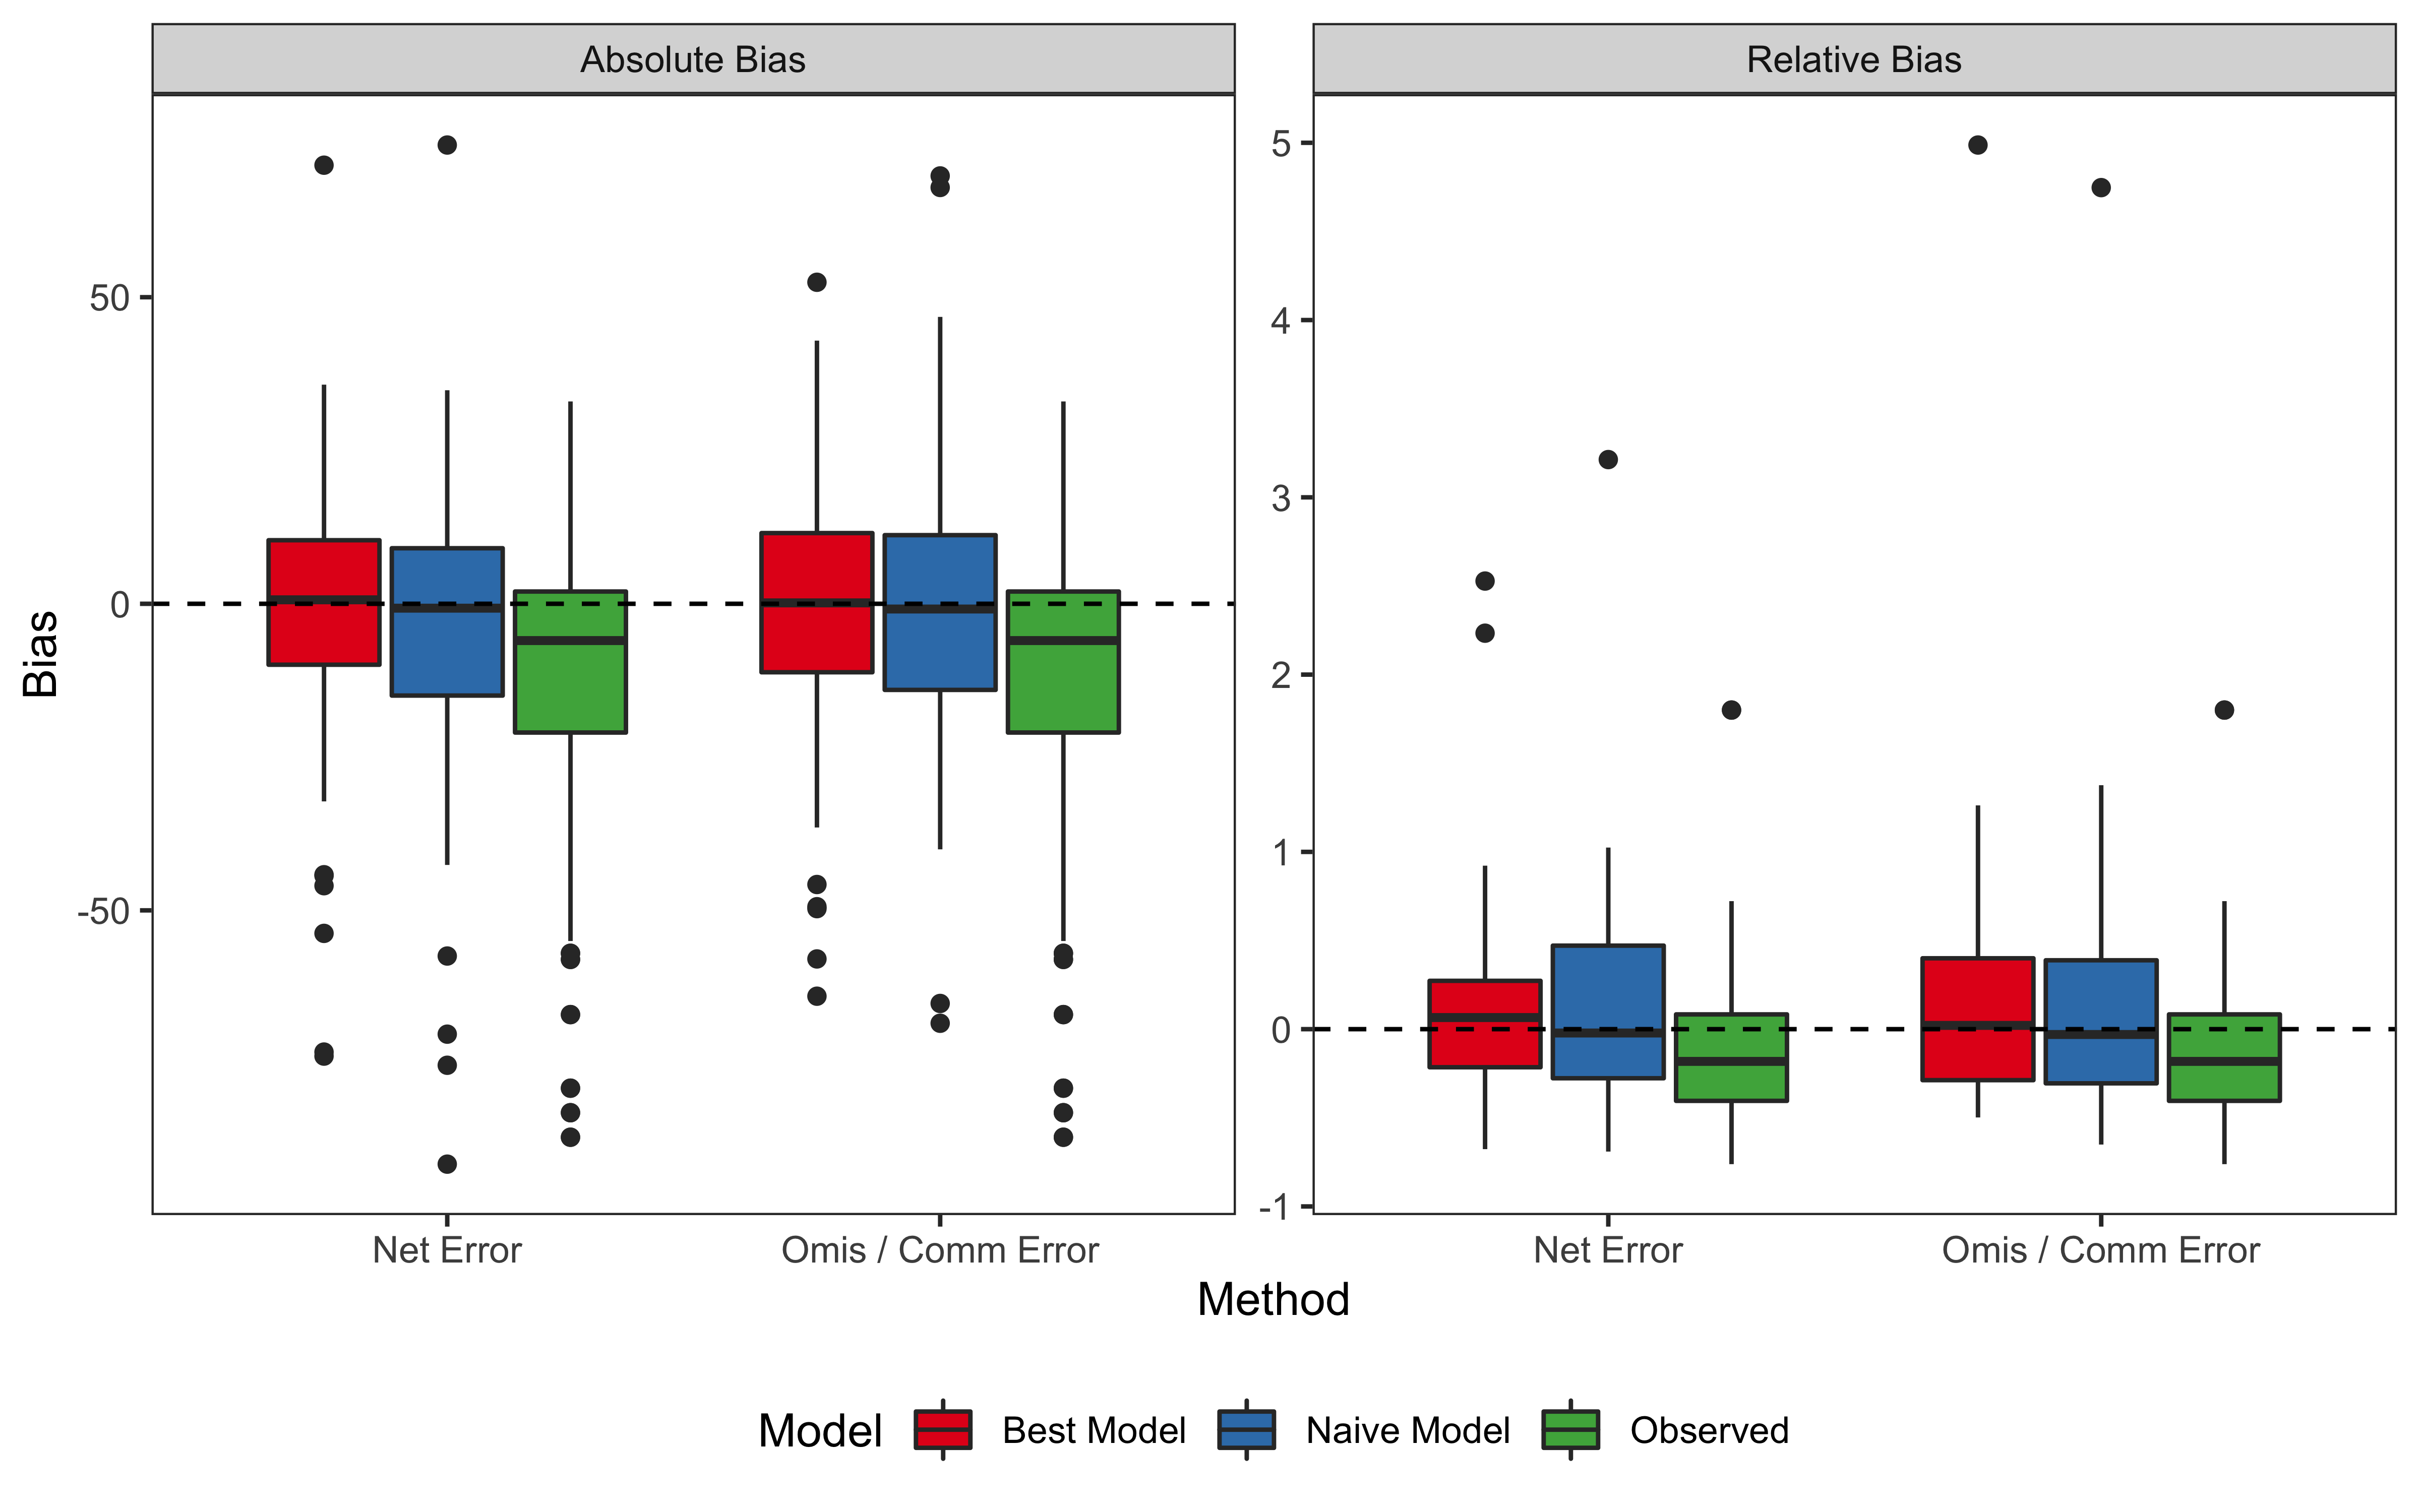 Absolute Bias
Relative Bias
Bias
50
0
-50
5
4
3
2
1
0
-1
Net Error
Omis / Comm Error
Net Error
Omis / Comm Error
Method
Model
Best Model
Naive Model
Observed